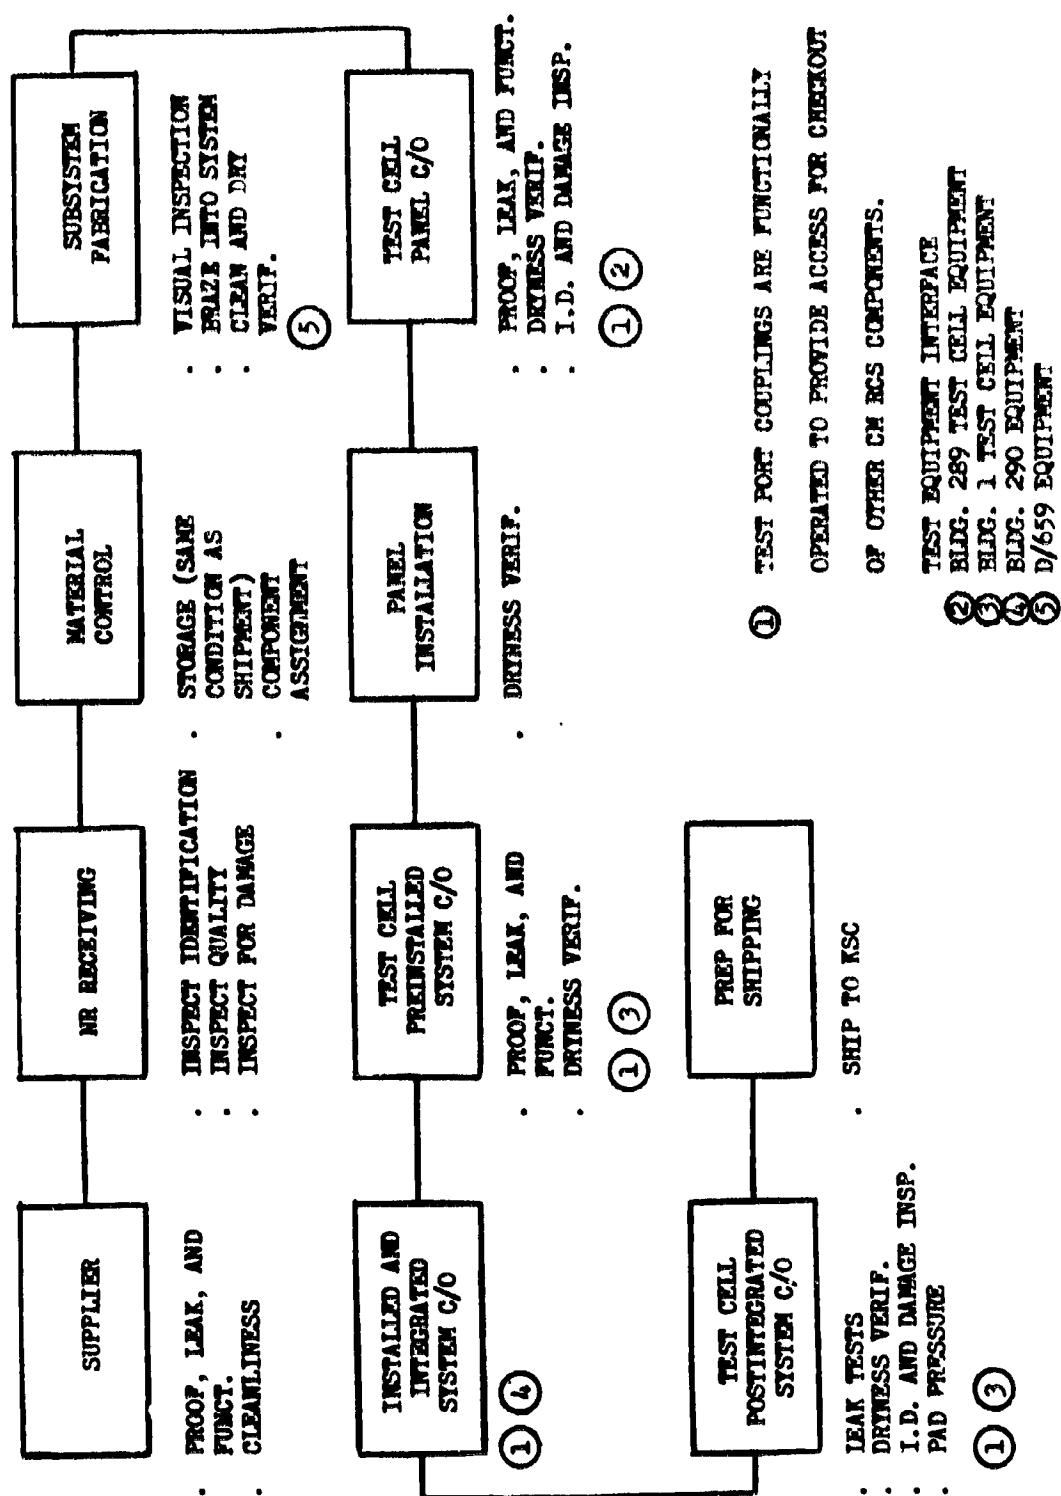 SUPPLIER
· PROOF, LEAK, AND
FUNCT.
· CLEANLINESS
NR RECEIVING
· INSPECT IDENTIFICATION
· INSPECT QUALITY
· INSPECT FOR DAMAGE
MATERIAL
CONTROL
· STORAGE (SAME
CONDITION AS
SHIPMENT)
· COMPONENT
ASSIGNMENT
SUBSYSTEM
FABRICATION
· VISUAL INSPECTION
· BRAZE INTO SYSTEM
· CLEAN AND DRY
VERIF.
5
TEST CELL
PANEL C/O
· PROOF, LEAK, AND FUNCT.
· DRYNESS VERIF.
· I.D. AND DAMAGE INSP.
1 2
PANEL
INSTALLATION
· DRYNESS VERIF.
TEST CELL
PREINSTALLED
SYSTEM C/O
· PROOF, LEAK, AND
FUNCT.
· DRYNESS VERIF.
1 3
INSTALLED AND
INTEGRATED
SYSTEM C/O
1 4
TEST CELL
POSTINTEGRATED
SYSTEM C/O
· LEAK TESTS
· DRYNESS VERIF.
· I.D. AND DAMAGE INSP.
· PAD PRESSURE
1 3
PREP FOR
SHIPPING
· SHIP TO KSC
1 TEST PORT COUPLINGS ARE FUNCTIONALLY
OPERATED TO PROVIDE ACCESS FOR CHECKOUT
OF OTHER CM RCS COMPONENTS.
TEST EQUIPMENT INTERFACE
2 BLDG. 289 TEST CELL EQUIPMENT
3 BLDG. 1 TEST CELL EQUIPMENT
4 BLDG. 290 EQUIPMENT
5 D/659 EQUIPMENT